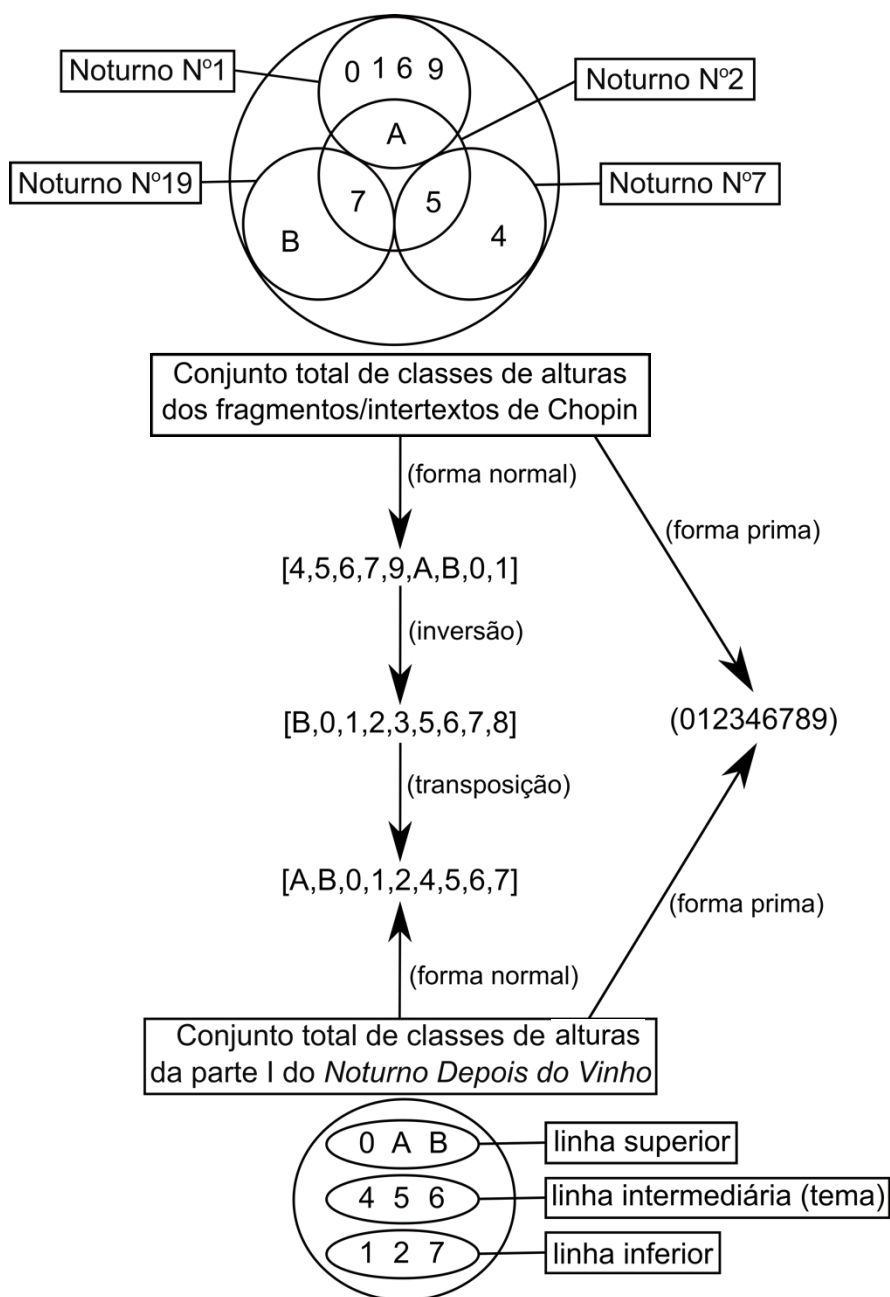 Noturno Nº1
0 1 6 9
Noturno Nº2
A
Noturno Nº19
7 5
Noturno Nº7
B 4
Conjunto total de classes de alturas
dos fragmentos/intertextos de Chopin
(forma normal)
(forma prima)
[4,5,6,7,9,A,B,0,1]
(inversão)
[B,0,1,2,3,5,6,7,8]
(012346789)
(transposição)
[A,B,0,1,2,4,5,6,7]
(forma prima)
(forma normal)
Conjunto total de classes de alturas
da parte I do Noturno Depois do Vinho
0 A B linha superior
4 5 6 linha intermediária (tema)
1 2 7 linha inferior